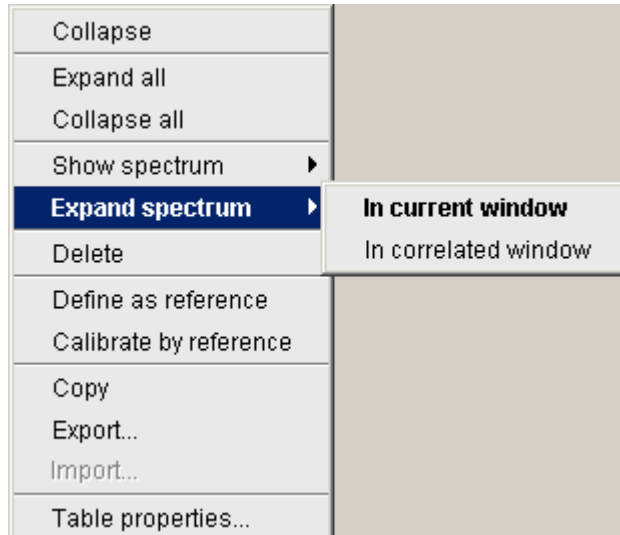 Collapse
Expand all
Collapse all
Show spectrum
Expand spectrum
In current window
In correlated window
Delete
Define as reference
Calibrate by reference
Copy
Export...
Import...
Table properties...